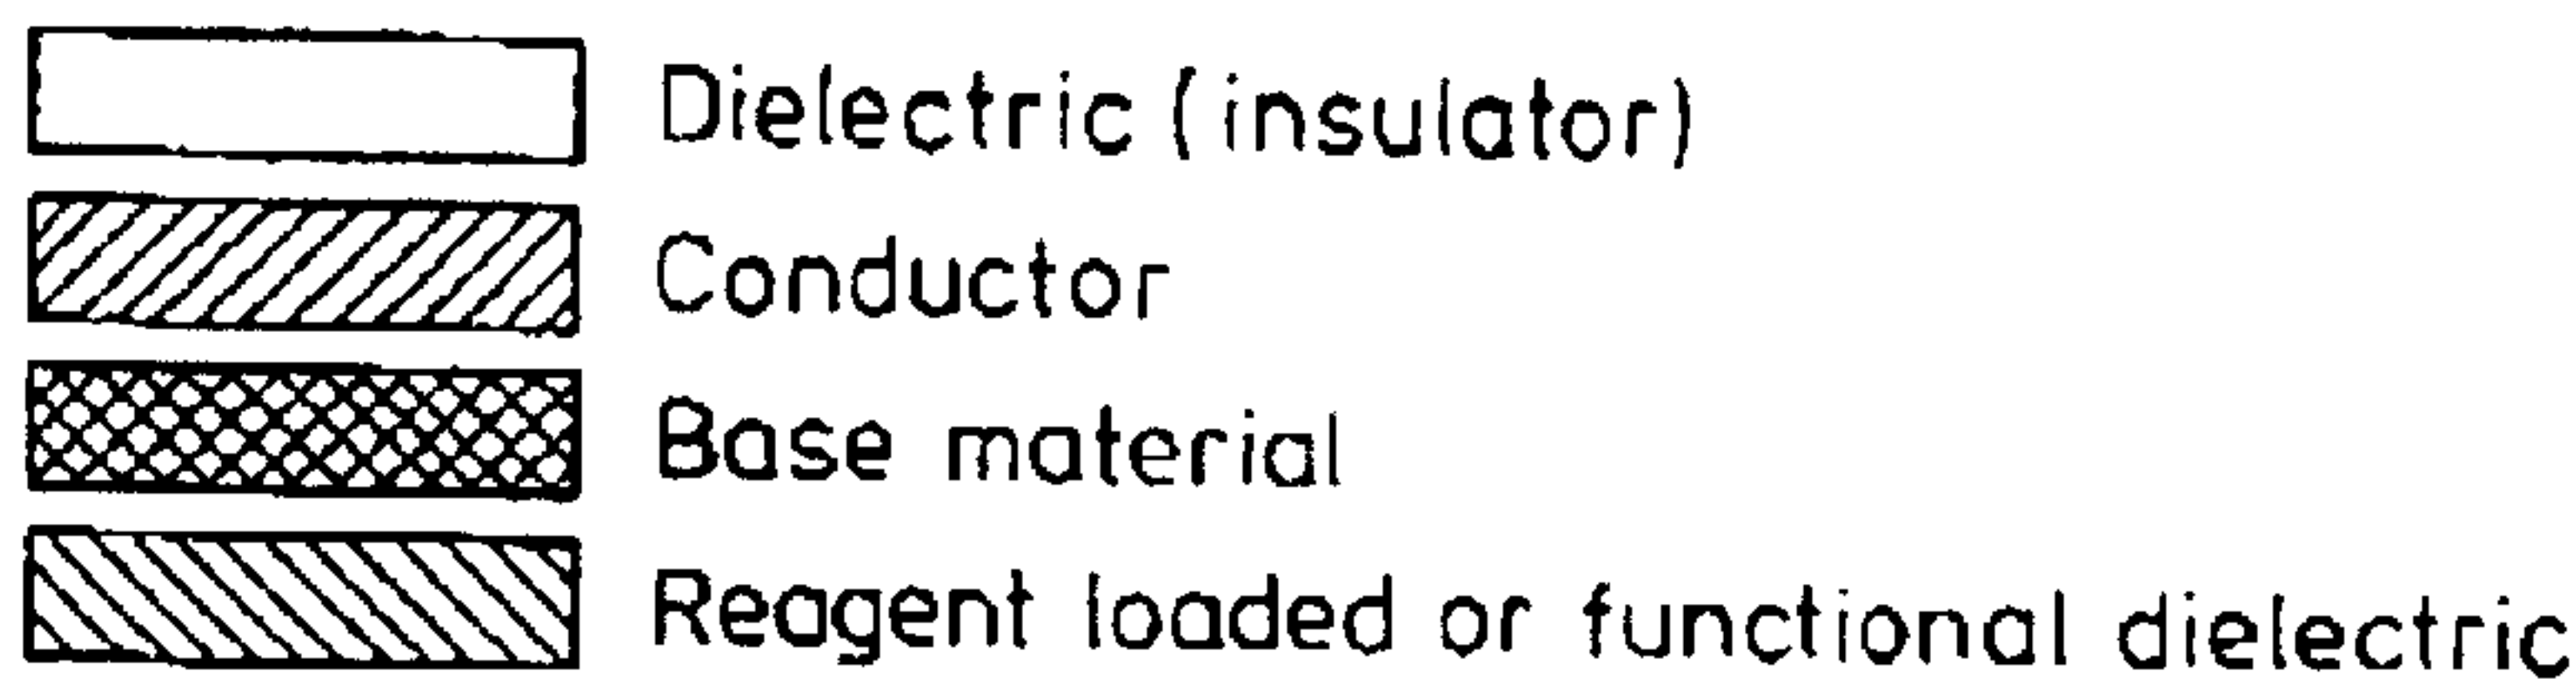 Dielectric (insulator)
Conductor
Base material
Reagent loaded or functional dielectric